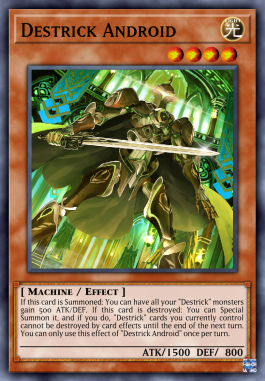 DESTRICK ANDROID
LIGHT
光
[ MACHINE / EFFECT ]
If this card is Summoned: You can have all your "Destrick" monsters
gain 500 ATK/DEF. If this card is destroyed: You can Special
Summon it, and if you do, "Destrick" cards you currently control
cannot be destroyed by card effects until the end of the next turn.
You can only use this effect of "Destrick Android" once per turn.
ATK/1500 DEF/ 800